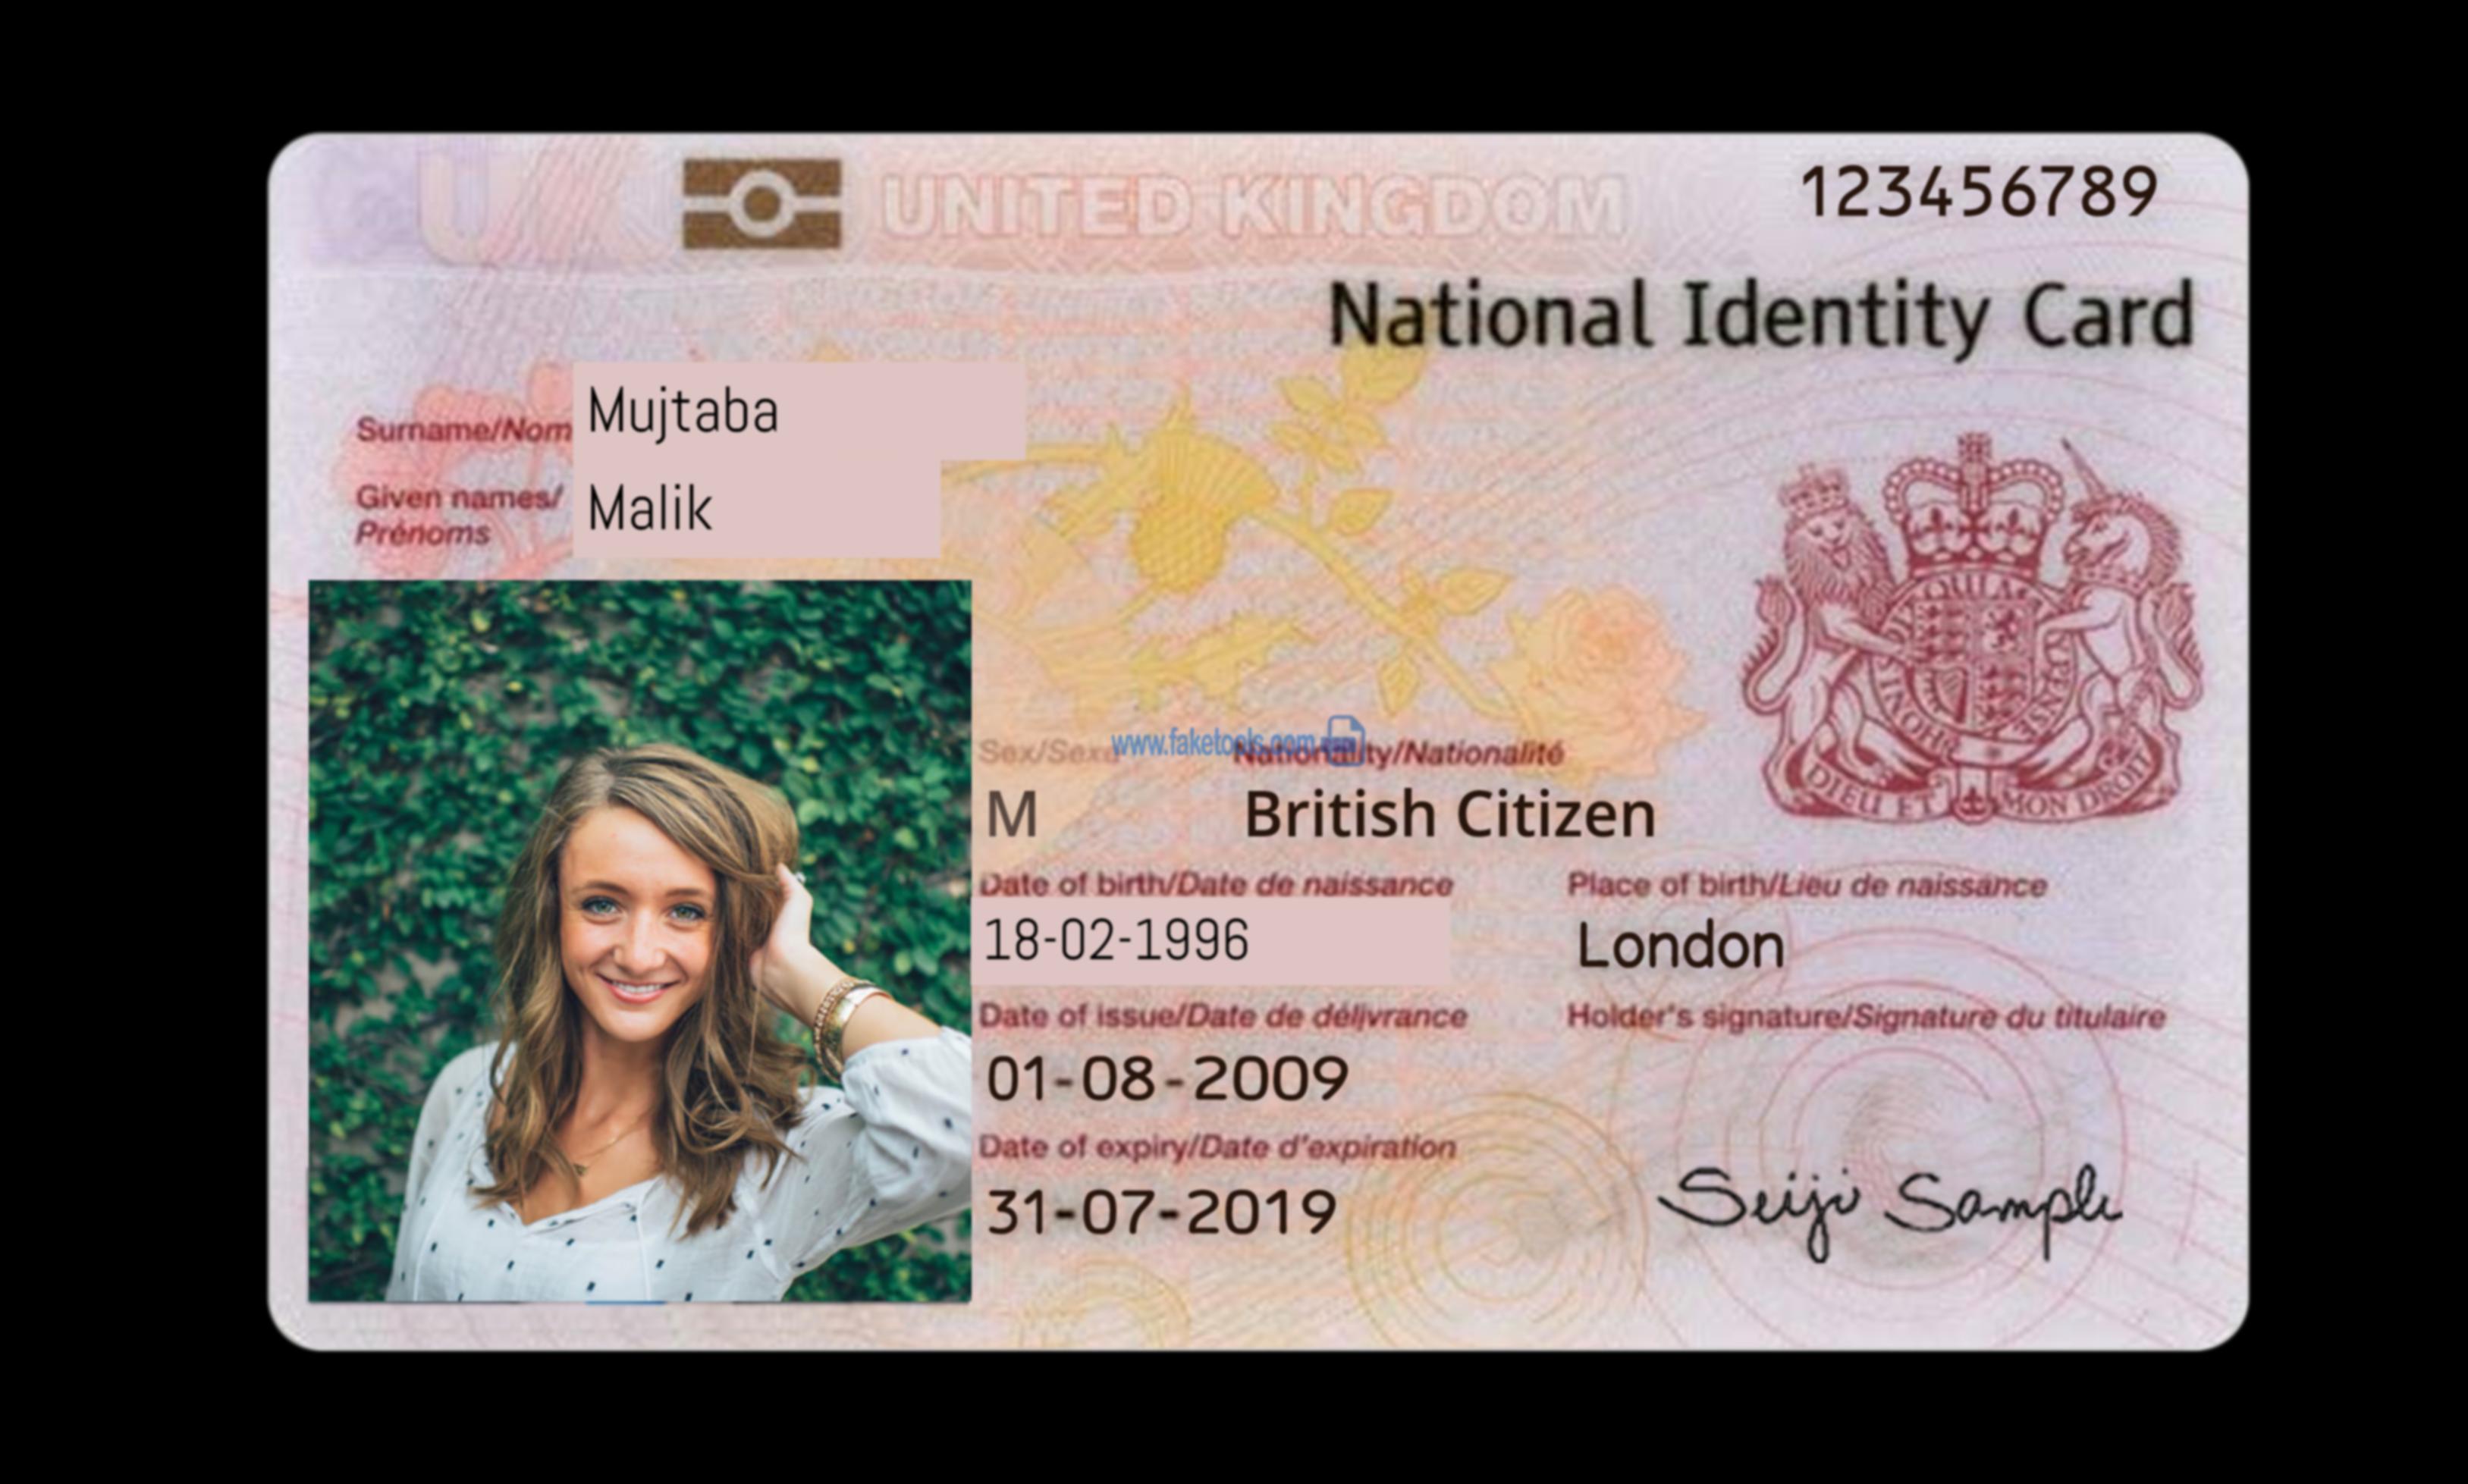 UK UNITED KINGDOM 123456789
National Identity Card
Surname/Nom Mujtaba
Given names/ Malik
Prénoms
www.faketools.com
Sex/Sexe Nationality/Nationalité
M British Citizen
Date of birth/Date de naissance Place of birth/Lieu de naissance
18-02-1996 London
Date of issue/Date de délivrance Holder's signature/Signature du titulaire
01-08-2009
Date of expiry/Date d'expiration
31-07-2019
Seiji Sample
DIEU ET MON DROIT